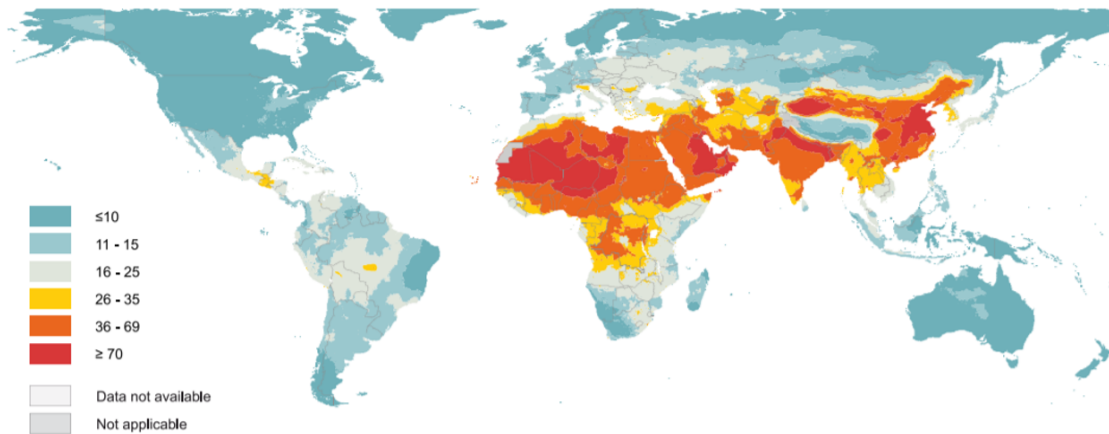 ≤10
11 - 15
16 - 25
26 - 35
36 - 69
≥ 70
Data not available
Not applicable